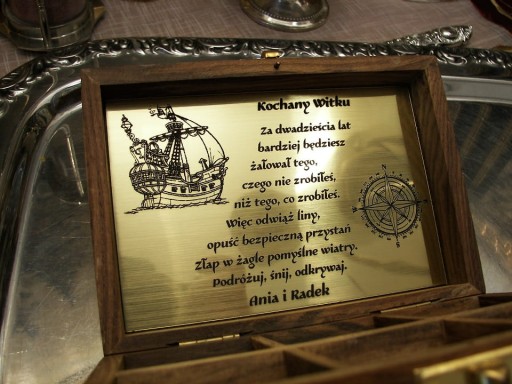 Kochany Witku
Za dwadzieścia lat
bardziej będziesz
żałował tego,
czego nie zrobiłeś,
niż tego, co zrobiłeś.
Więc odwiąż liny,
opuść bezpieczną przystań
Złap w żagle pomyślne wiatry.
Podróżuj, śnij, odkrywaj.
Ania i Radek